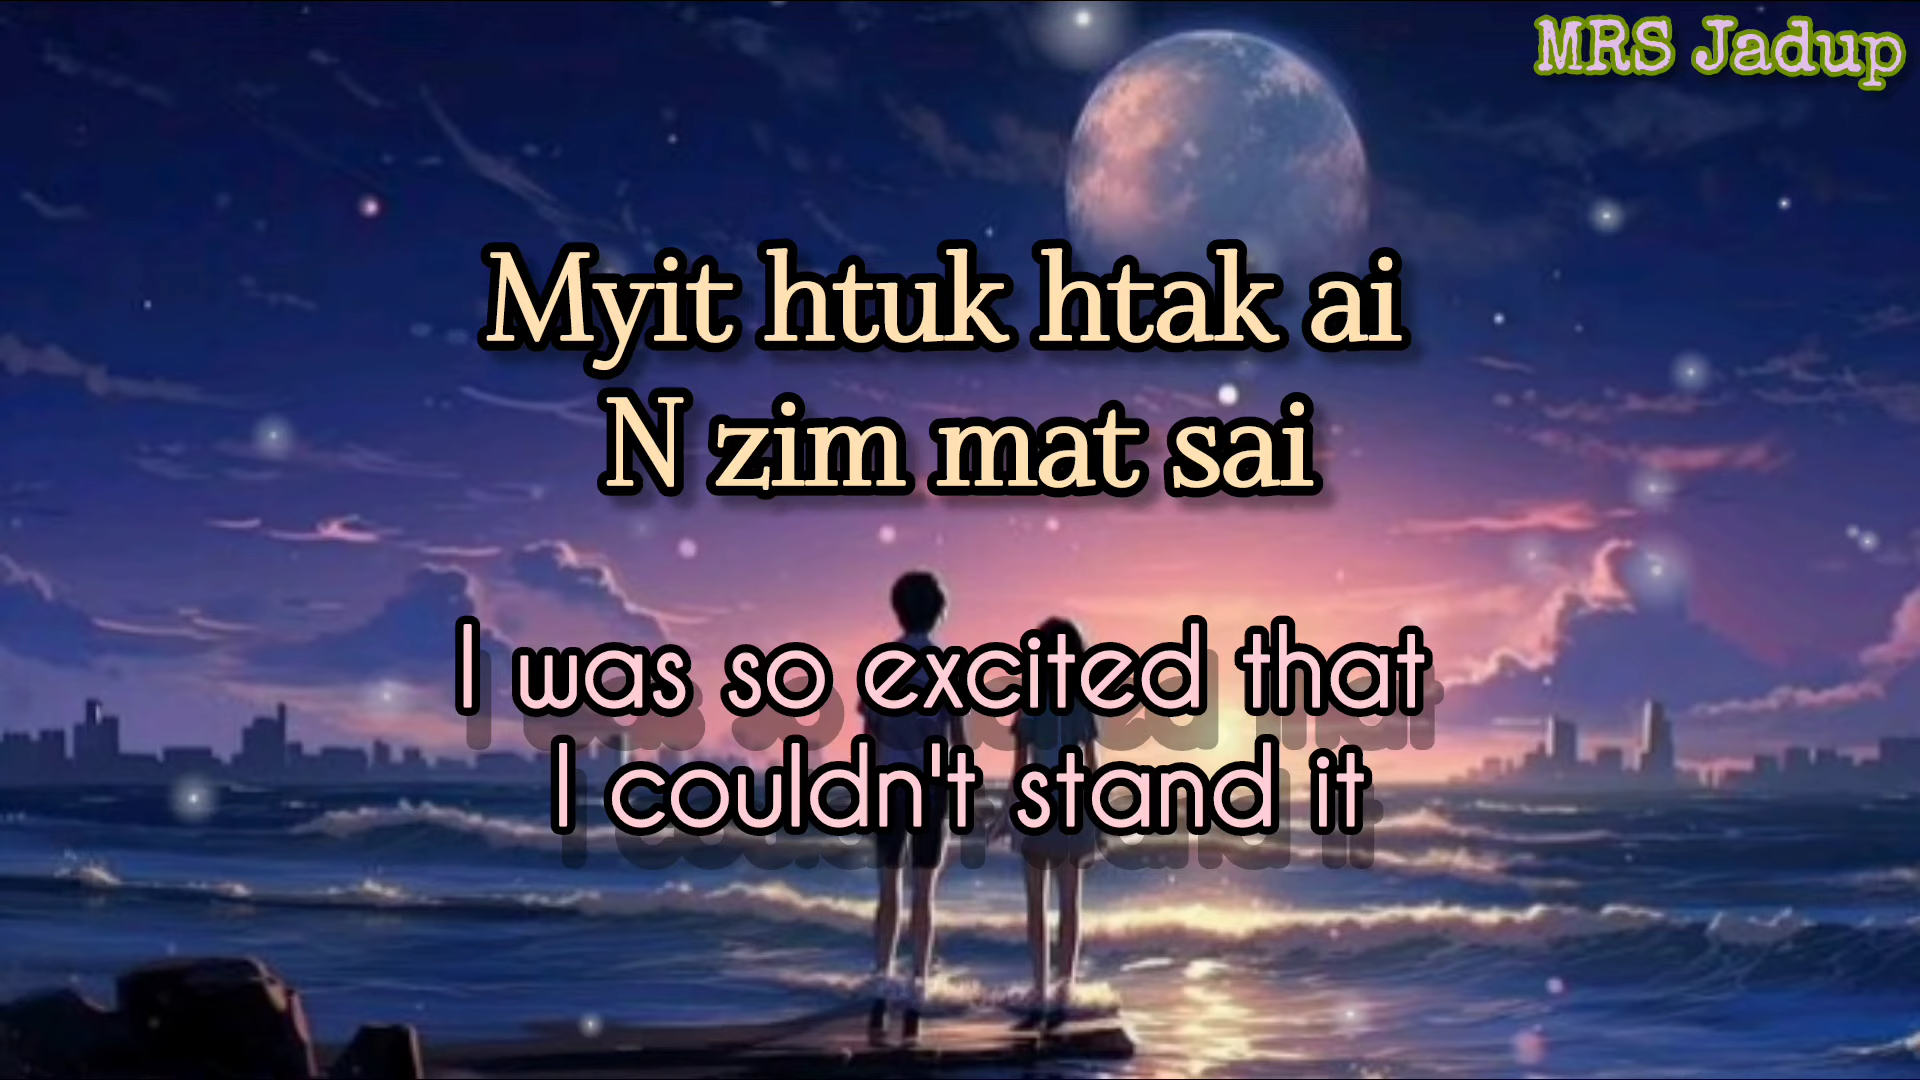 MRS Jadup
Myit htuk htak ai
N zim mat sai
I was so excited that
I couldn't stand it